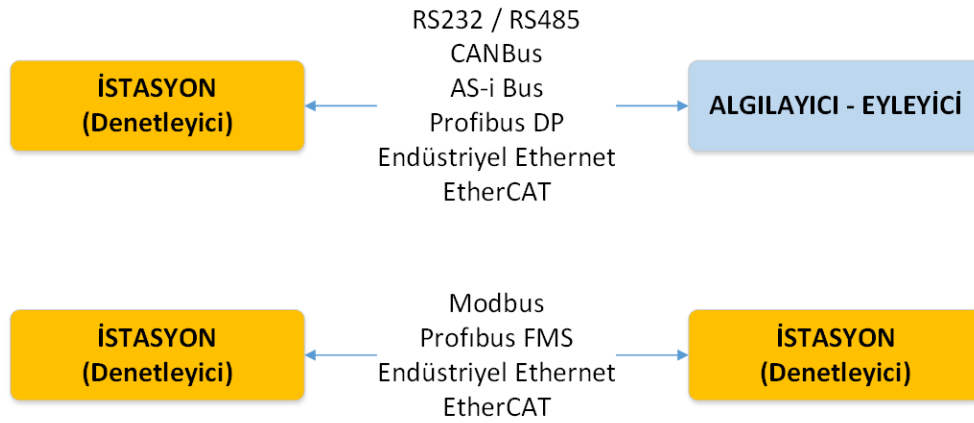 RS232 / RS485
CANBus
AS-i Bus
Profibus DP
Endüstriyel Ethernet
EtherCAT
İSTASYON
(Denetleyici)
ALGILAYICI - EYLEYİCİ
Modbus
Profıbus FMS
Endüstriyel Ethernet
EtherCAT
İSTASYON
(Denetleyici)
İSTASYON
(Denetleyici)